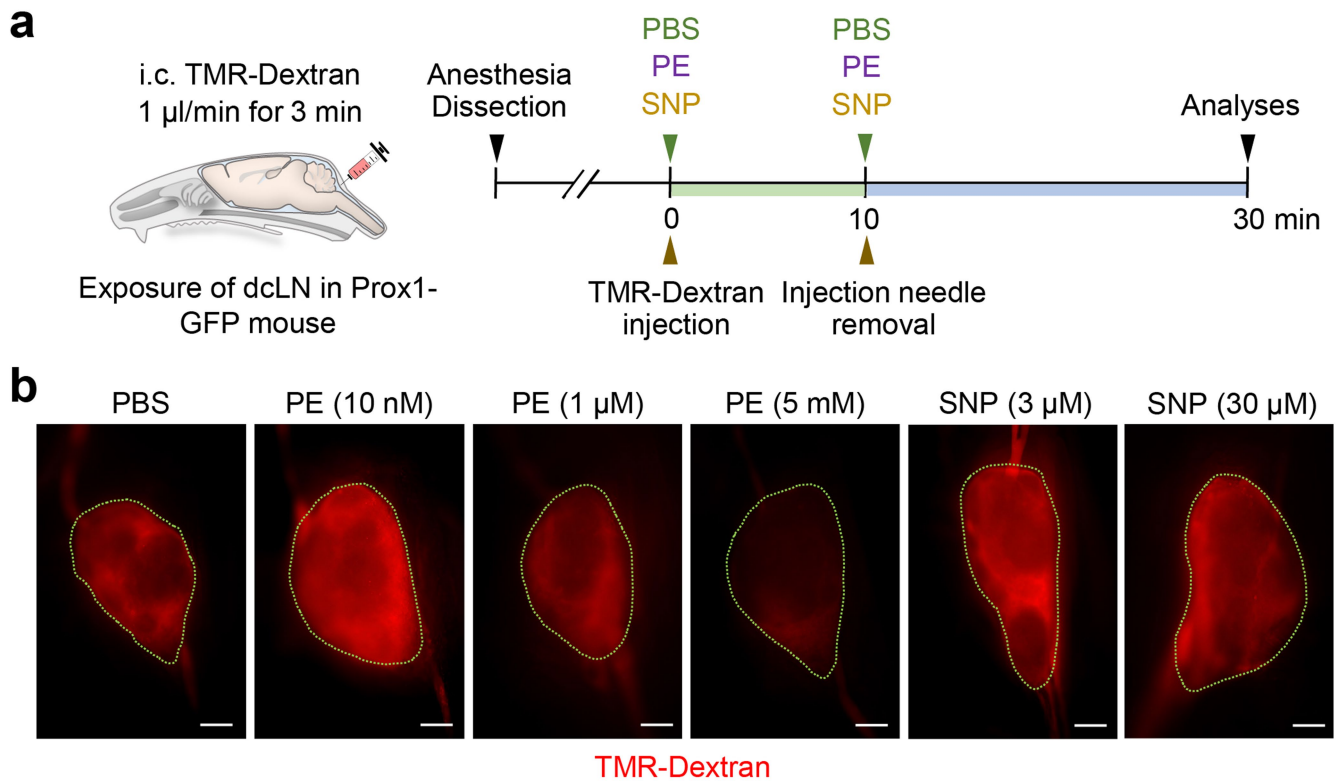 a
i.c. TMR-Dextran
1 µl/min for 3 min
Exposure of dcLN in Prox1-
GFP mouse
Anesthesia
Dissection
PBS
PE
SNP
PBS
PE
SNP
Analyses
0
10
30 min
TMR-Dextran
injection
Injection needle
removal
b
PBS
PE (10 nM)
PE (1 µM)
PE (5 mM)
SNP (3 µM)
SNP (30 µM)
TMR-Dextran